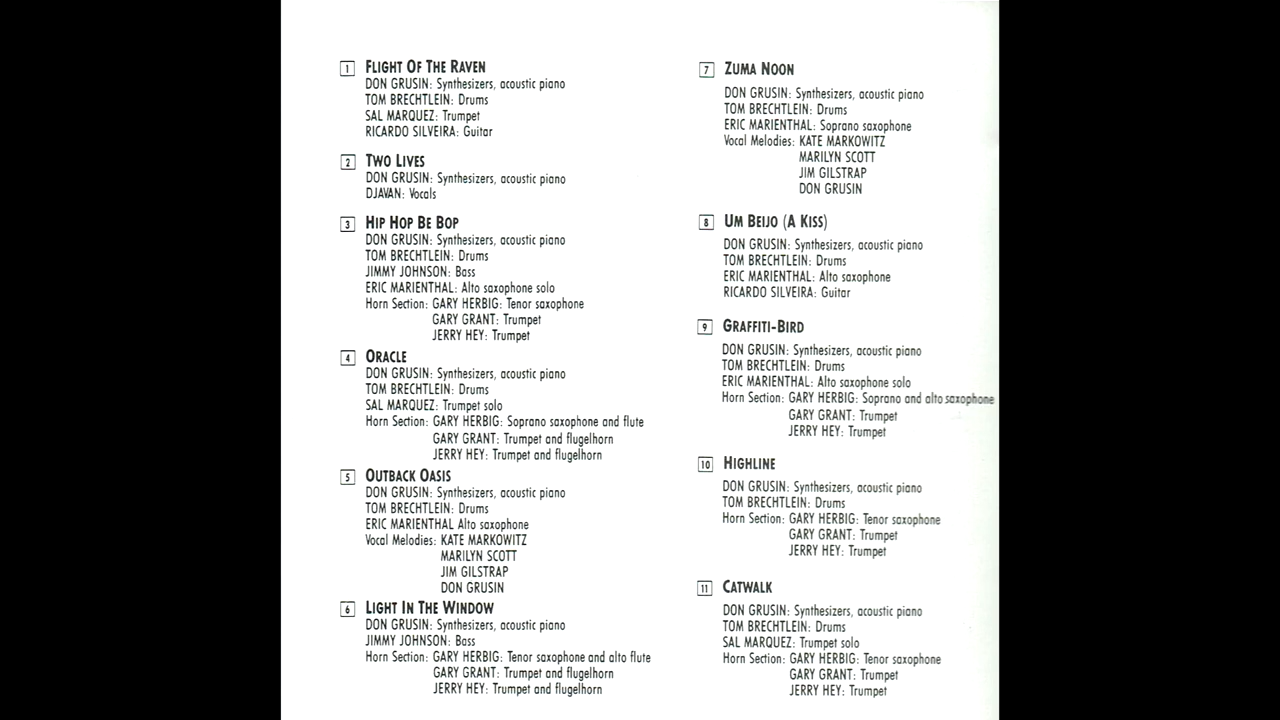 1 FLIGHT OF THE RAVEN
DON GRUSIN: Synthesizers, acoustic piano
TOM BRECHTLEIN: Drums
SAL MARQUEZ: Trumpet
RICARDO SILVEIRA: Guitar
2 TWO LIVES
DON GRUSIN: Synthesizers, acoustic piano
DJAVAN: Vocals
3 HIP HOP BE BOP
DON GRUSIN: Synthesizers, acoustic piano
TOM BRECHTLEIN: Drums
JIMMY JOHNSON: Bass
ERIC MARIENTHAL: Alto saxophone solo
Horn Section: GARY HERBIG: Tenor saxophone
GARY GRANT: Trumpet
JERRY HEY: Trumpet
4 ORACLE
DON GRUSIN: Synthesizers, acoustic piano
TOM BRECHTLEIN: Drums
SAL MARQUEZ: Trumpet solo
Horn Section: GARY HERBIG: Soprano saxophone and flute
GARY GRANT: Trumpet and flugelhorn
JERRY HEY: Trumpet and flugelhorn
5 OUTBACK OASIS
DON GRUSIN: Synthesizers, acoustic piano
TOM BRECHTLEIN: Drums
ERIC MARIENTHAL Alto saxophone
Vocal Melodies: KATE MARKOWITZ
MARILYN SCOTT
JIM GILSTRAP
DON GRUSIN
6 LIGHT IN THE WINDOW
DON GRUSIN: Synthesizers, acoustic piano
JIMMY JOHNSON: Bass
Horn Section: GARY HERBIG: Tenor saxophone and alto flute
GARY GRANT: Trumpet and flugelhorn
JERRY HEY: Trumpet and flugelhorn
7 ZUMA NOON
DON GRUSIN: Synthesizers, acoustic piano
TOM BRECHTLEIN: Drums
ERIC MARIENTHAL: Soprano saxophone
Vocal Melodies: KATE MARKOWITZ
MARILYN SCOTT
JIM GILSTRAP
DON GRUSIN
8 UM BEIJO (A KISS)
DON GRUSIN: Synthesizers, acoustic piano
TOM BRECHTLEIN: Drums
ERIC MARIENTHAL: Alto saxophone
RICARDO SILVEIRA: Guitar
9 GRAFFITI-BIRD
DON GRUSIN: Synthesizers, acoustic piano
TOM BRECHTLEIN: Drums
ERIC MARIENTHAL: Alto saxophone solo
Horn Section: GARY HERBIG: Soprano and alto saxophone
GARY GRANT: Trumpet
JERRY HEY: Trumpet
10 HIGHLINE
DON GRUSIN: Synthesizers, acoustic piano
TOM BRECHTLEIN: Drums
Horn Section: GARY HERBIG: Tenor saxophone
GARY GRANT: Trumpet
JERRY HEY: Trumpet
11 CATWALK
DON GRUSIN: Synthesizers, acoustic piano
TOM BRECHTLEIN: Drums
SAL MARQUEZ: Trumpet solo
Horn Section: GARY HERBIG: Tenor saxophone
GARY GRANT: Trumpet
JERRY HEY: Trumpet